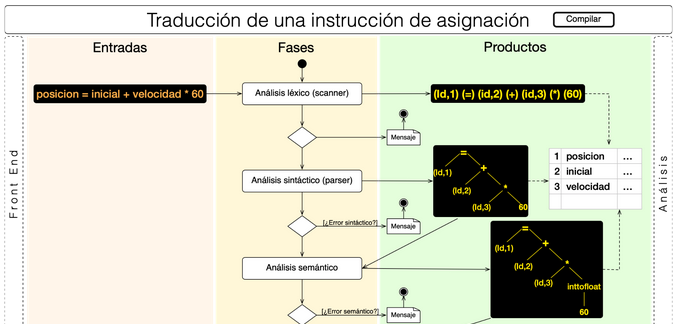 Traducción de una instrucción de asignación
Compilar
Entradas
Fases
Productos
Front End
Análisis
posicion = inicial + velocidad * 60
Análisis léxico (scanner)
(Id,1) (=) (id,2) (+) (id,3) (*) (60)
Mensaje
1 posicion ...
2 inicial ...
3 velocidad ...
Análisis sintáctico (parser)
=
(Id,1)
+
(Id,2)
*
(Id,3)
60
[¿Error sintáctico?]
Mensaje
Análisis semántico
=
(Id,1)
+
(Id,2)
*
(Id,3)
inttofloat
60
[¿Error semántico?]
Mensaje